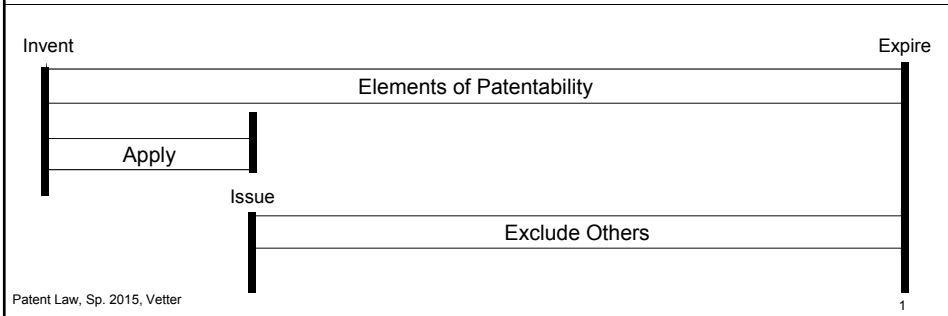 Invent Expire
Elements of Patentability
Apply
Issue
Exclude Others
Patent Law, Sp. 2015, Vetter 1